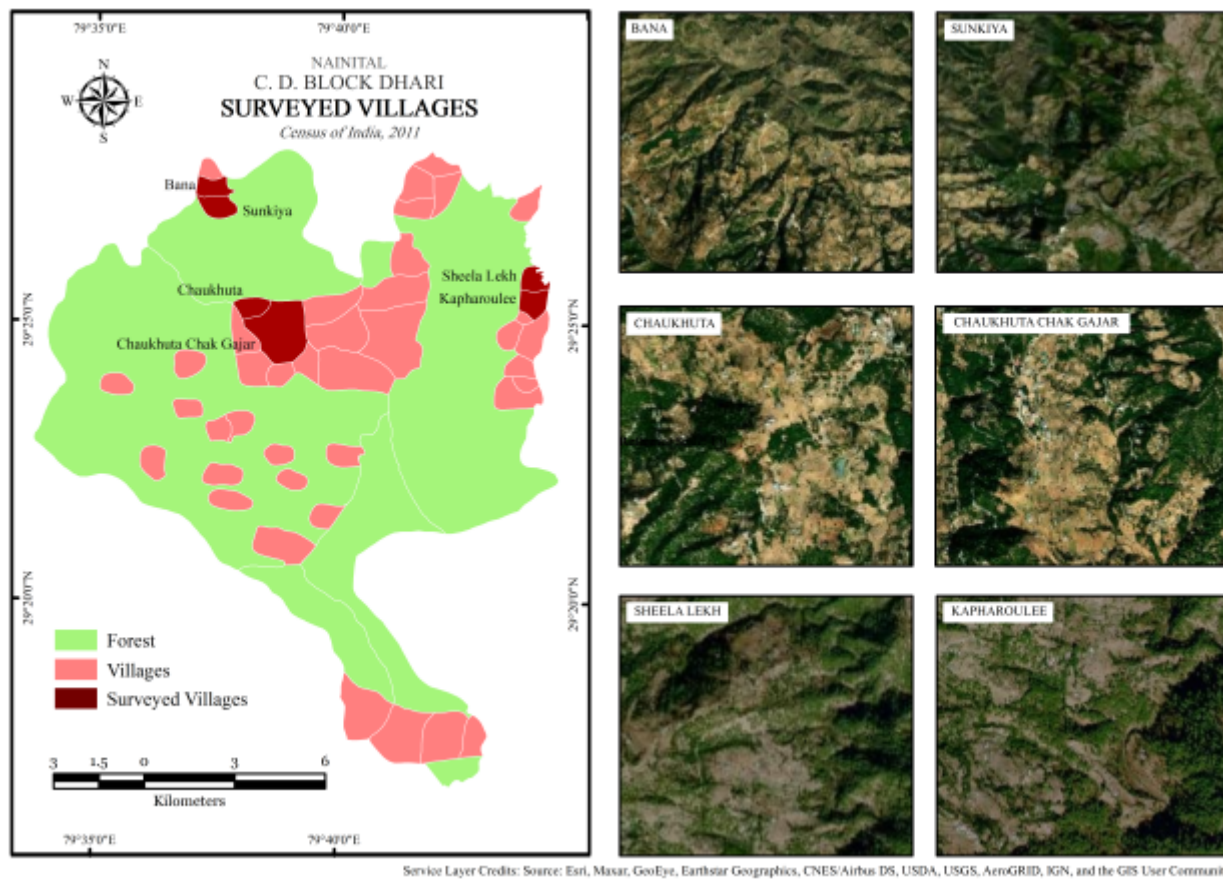 79°35'0"E
79°40'0"E
NAINITAL
C. D. BLOCK DHARI
SURVEYED VILLAGES
Census of India, 2011
N
W E
S
Bana
Sunkiya
Sheela Lekh
Chaukhuta
Kapharoulee
29°25'0"N
29°25'0"N
Chaukhuta Chak Gajar
29°20'0"N
29°20'0"N
Forest
Villages
Surveyed Villages
3 1.5 0 3 6
Kilometers
79°35'0"E
79°40'0"E
BANA
SUNKIYA
CHAUKHUTA
CHAUKHUTA CHAK GAJAR
SHEELA LEKH
KAPHAROULEE
Service Layer Credits: Source: Esri, Maxar, GeoEye, Earthstar Geographics, CNES/Airbus DS, USDA, USGS, AeroGRID, IGN, and the GIS User Communi